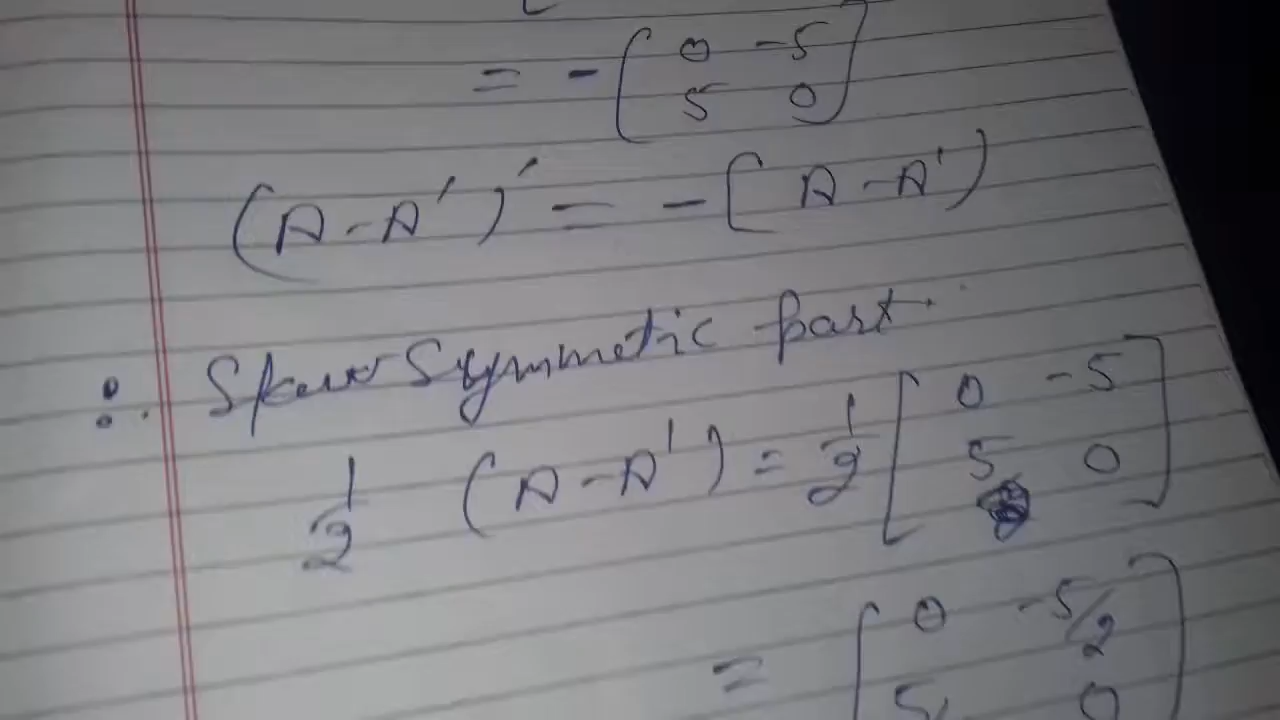 = - [ 0 -5
5 0 ]
(A - A')' = - [ A - A' )
∴ Skew Symmetric part.
1/2 (A - A') = 1/2 [ 0 -5
5 0 ]
= [ 0 -5/2
5 0 ]